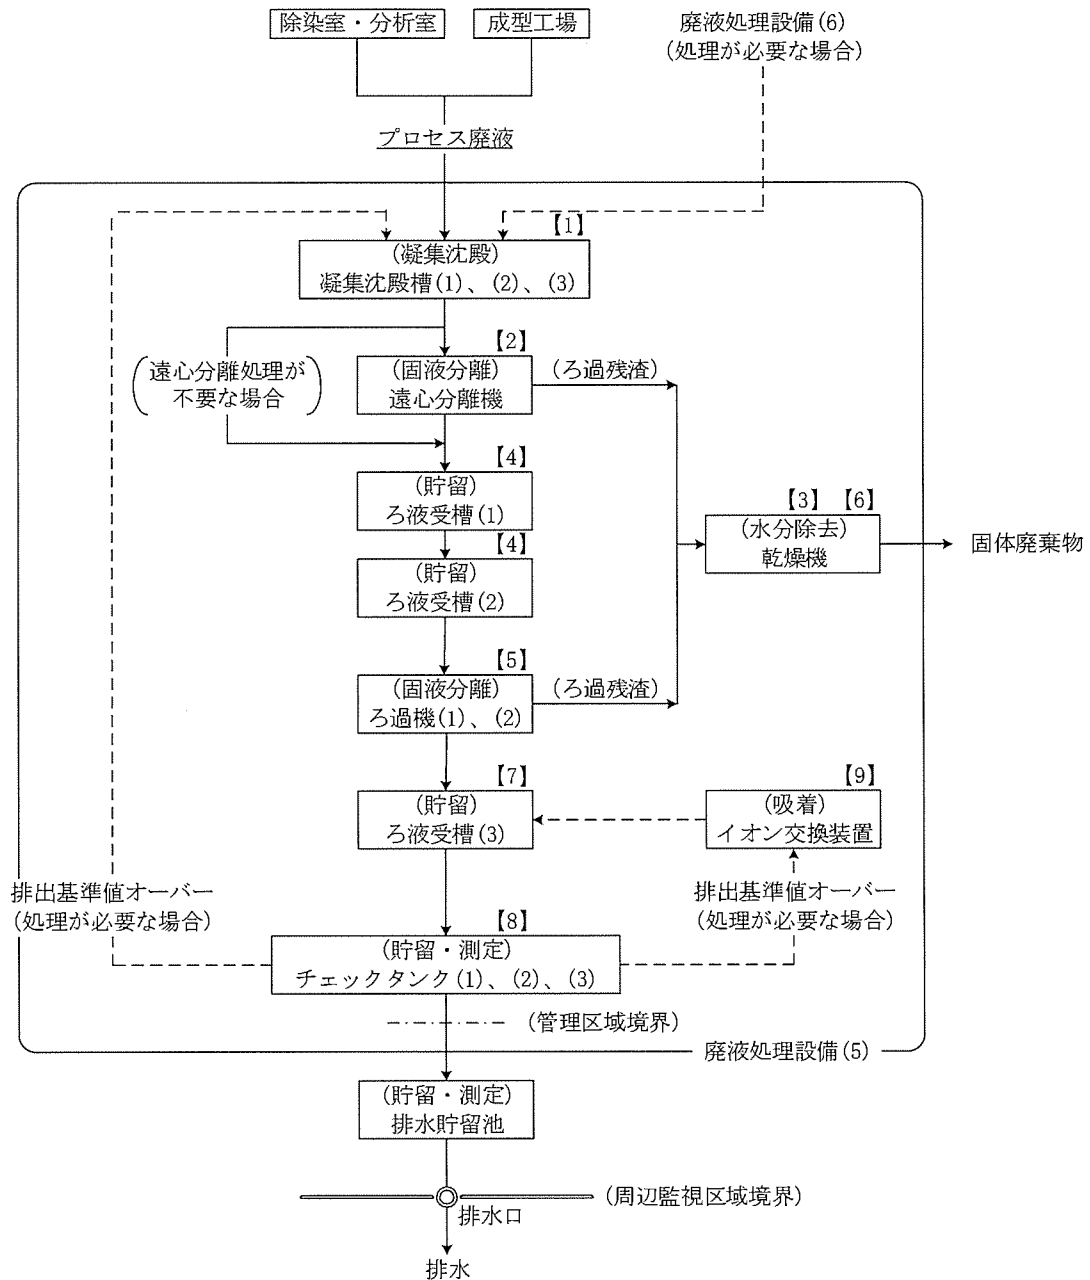 除染室・分析室
成型工場
廃液処理設備(6)
(処理が必要な場合)
プロセス廃液
【1】
(凝集沈殿)
凝集沈殿槽(1)、(2)、(3)
【2】
(遠心分離処理が
不要な場合)
(固液分離)
遠心分離機
(ろ過残渣)
【4】
(貯留)
ろ液受槽(1)
【3】 【6】
(水分除去)
乾燥機
固体廃棄物
【4】
(貯留)
ろ液受槽(2)
【5】
(固液分離)
ろ過機(1)、(2)
(ろ過残渣)
【7】
(貯留)
ろ液受槽(3)
【9】
(吸着)
イオン交換装置
排出基準値オーバー
(処理が必要な場合)
排出基準値オーバー
(処理が必要な場合)
【8】
(貯留・測定)
チェックタンク(1)、(2)、(3)
(管理区域境界)
廃液処理設備(5)
(貯留・測定)
排水貯留池
(周辺監視区域境界)
排水口
排水